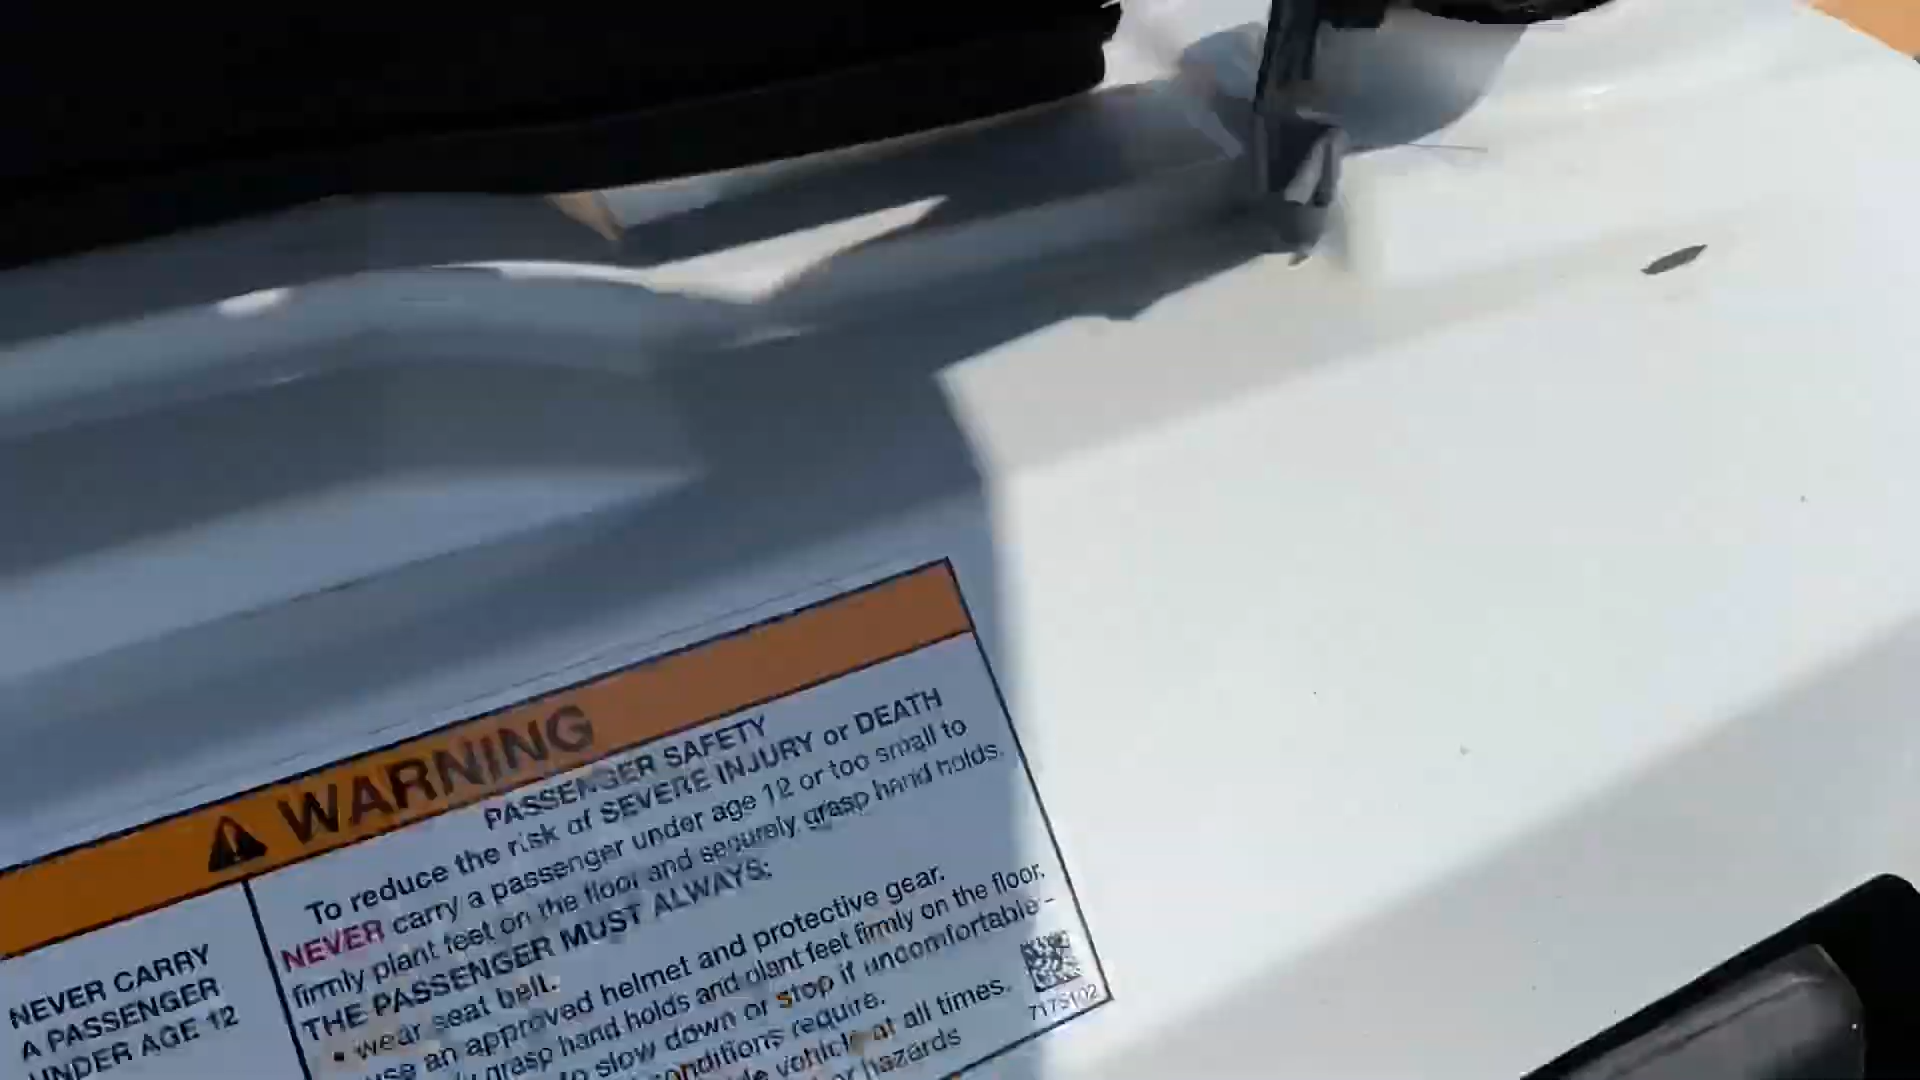 WARNING
PASSENGER SAFETY
To reduce the risk of SEVERE INJURY or DEATH
NEVER carry a passenger under age 12 or too small to
firmly plant feet on the floor and securely grasp hand holds.
THE PASSENGER MUST ALWAYS:
• wear seat belt.
use an approved helmet and protective gear.
grasp hand holds and plant feet firmly on the floor.
to slow down or stop if uncomfortable -
conditions require.
vehicle at all times.
or hazards
NEVER CARRY
A PASSENGER
UNDER AGE 12